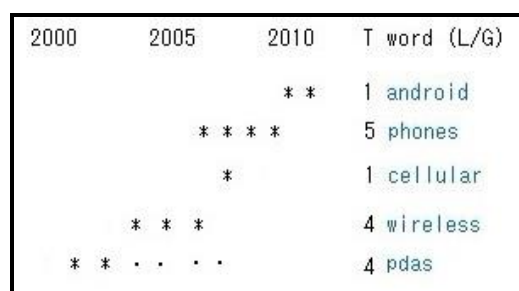 2000 2005 2010 T word (L/G)
* * 1 android
* * * * 5 phones
* 1 cellular
* * * 4 wireless
* * . . . . 4 pdas